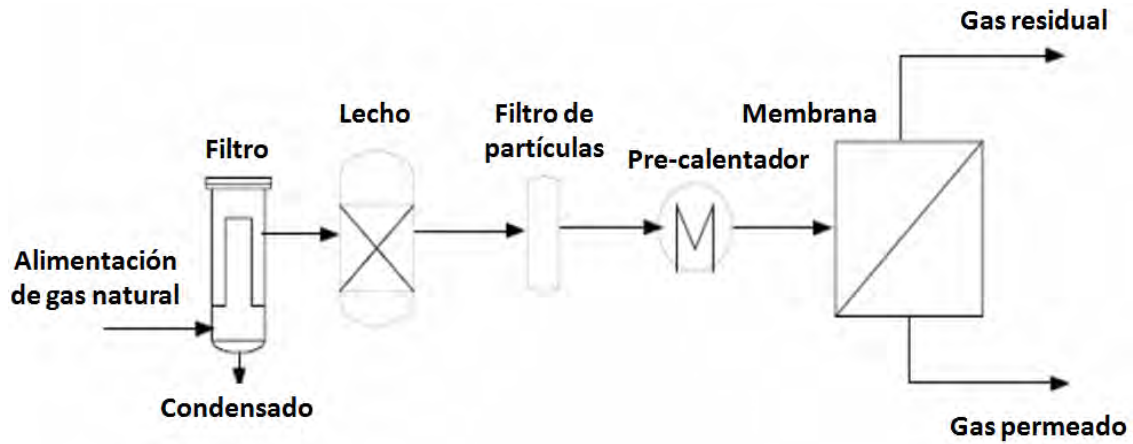 Gas residual
Lecho
Filtro de
partículas
Membrana
Filtro
Pre-calentador
Alimentación
de gas natural
Condensado
Gas permeado